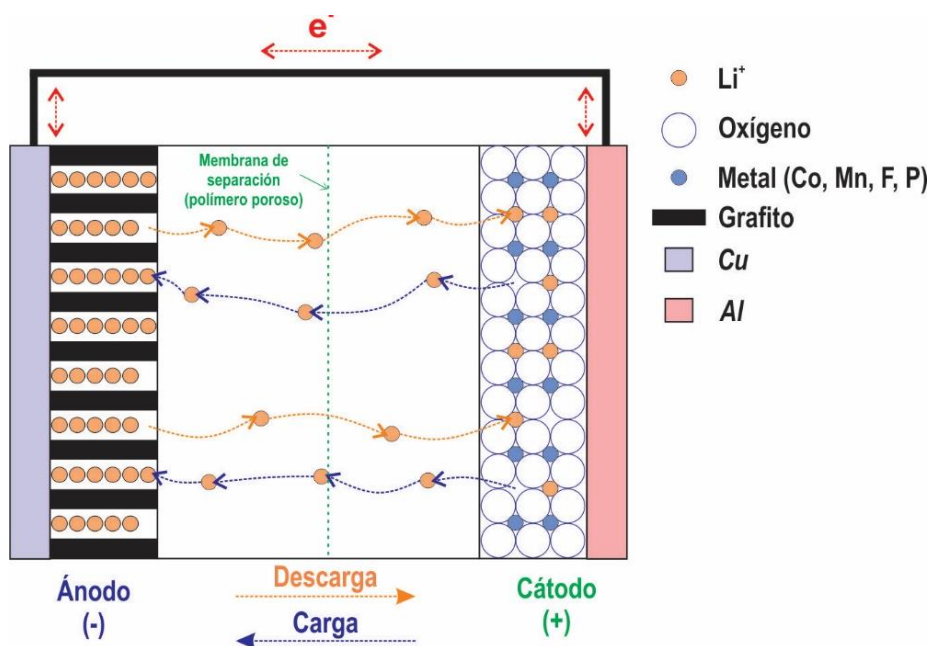 e⁻
Li⁺
Oxígeno
Metal (Co, Mn, F, P)
Grafito
Cu
Al
Membrana de
separación
(polímero poroso)
Ánodo
(-)
Descarga
Carga
Cátodo
(+)